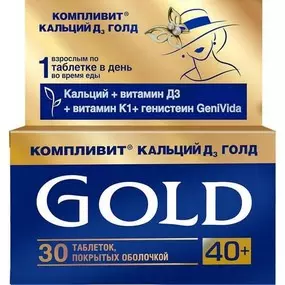 КОМПЛИВИТ® КАЛЬЦИЙ Д3 ГОЛД
1 ВЗРОСЛЫМ ПО
ТАБЛЕТКЕ В ДЕНЬ
ВО ВРЕМЯ ЕДЫ
Кальций + витамин Д3
+ витамин К1+ генистеин GeniVida
КОМПЛИВИТ® КАЛЬЦИЙ Д3 ГОЛД
GOLD
30 ТАБЛЕТОК,
ПОКРЫТЫХ ОБОЛОЧКОЙ
40+